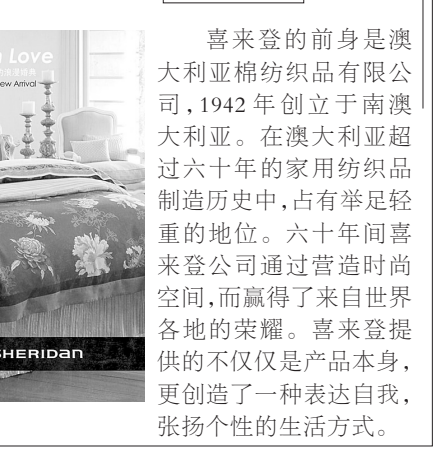 Love
ew Arrival
SHERIDAN
喜来登的前身是澳
大利亚棉纺织品有限公
司,1942年创立于南澳
大利亚。在澳大利亚超
过六十年的家用纺织品
制造历史中,占有举足轻
重的地位。六十年间喜
来登公司通过营造时尚
空间,而赢得了来自世界
各地的荣耀。喜来登提
供的不仅仅是产品本身,
更创造了一种表达自我,
张扬个性的生活方式。